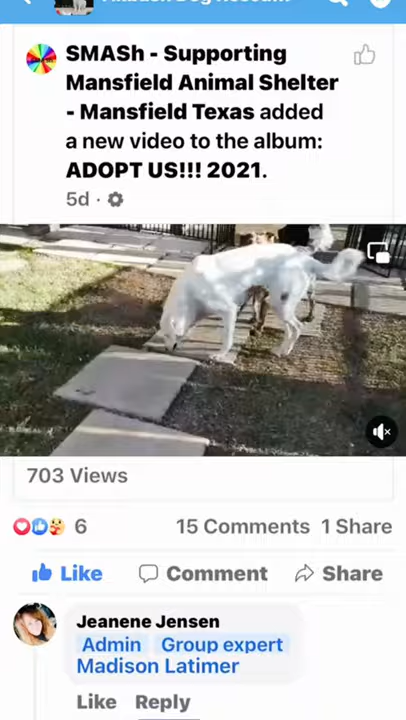 SMASh - Supporting
Mansfield Animal Shelter
- Mansfield Texas added
a new video to the album:
ADOPT US!!! 2021.
5d ·
703 Views
6
15 Comments 1 Share
Like
Comment
Share
Jeanene Jensen
Admin Group expert
Madison Latimer
Like Reply